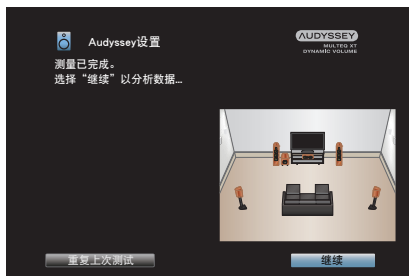 Audyssey设置
AUDYSSEY
MULTEQ XT
DYNAMIC VOLUME
测量已完成。
选择“继续”以分析数据...
重复上次测试
继续